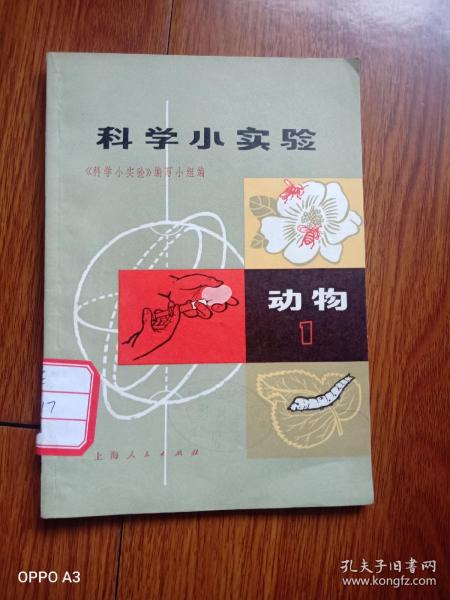 科学小实验
《科学小实验》编写小组编
动物
1
17
上海人民出版社
OPPO A3
孔夫子旧书网
www.kongfz.com